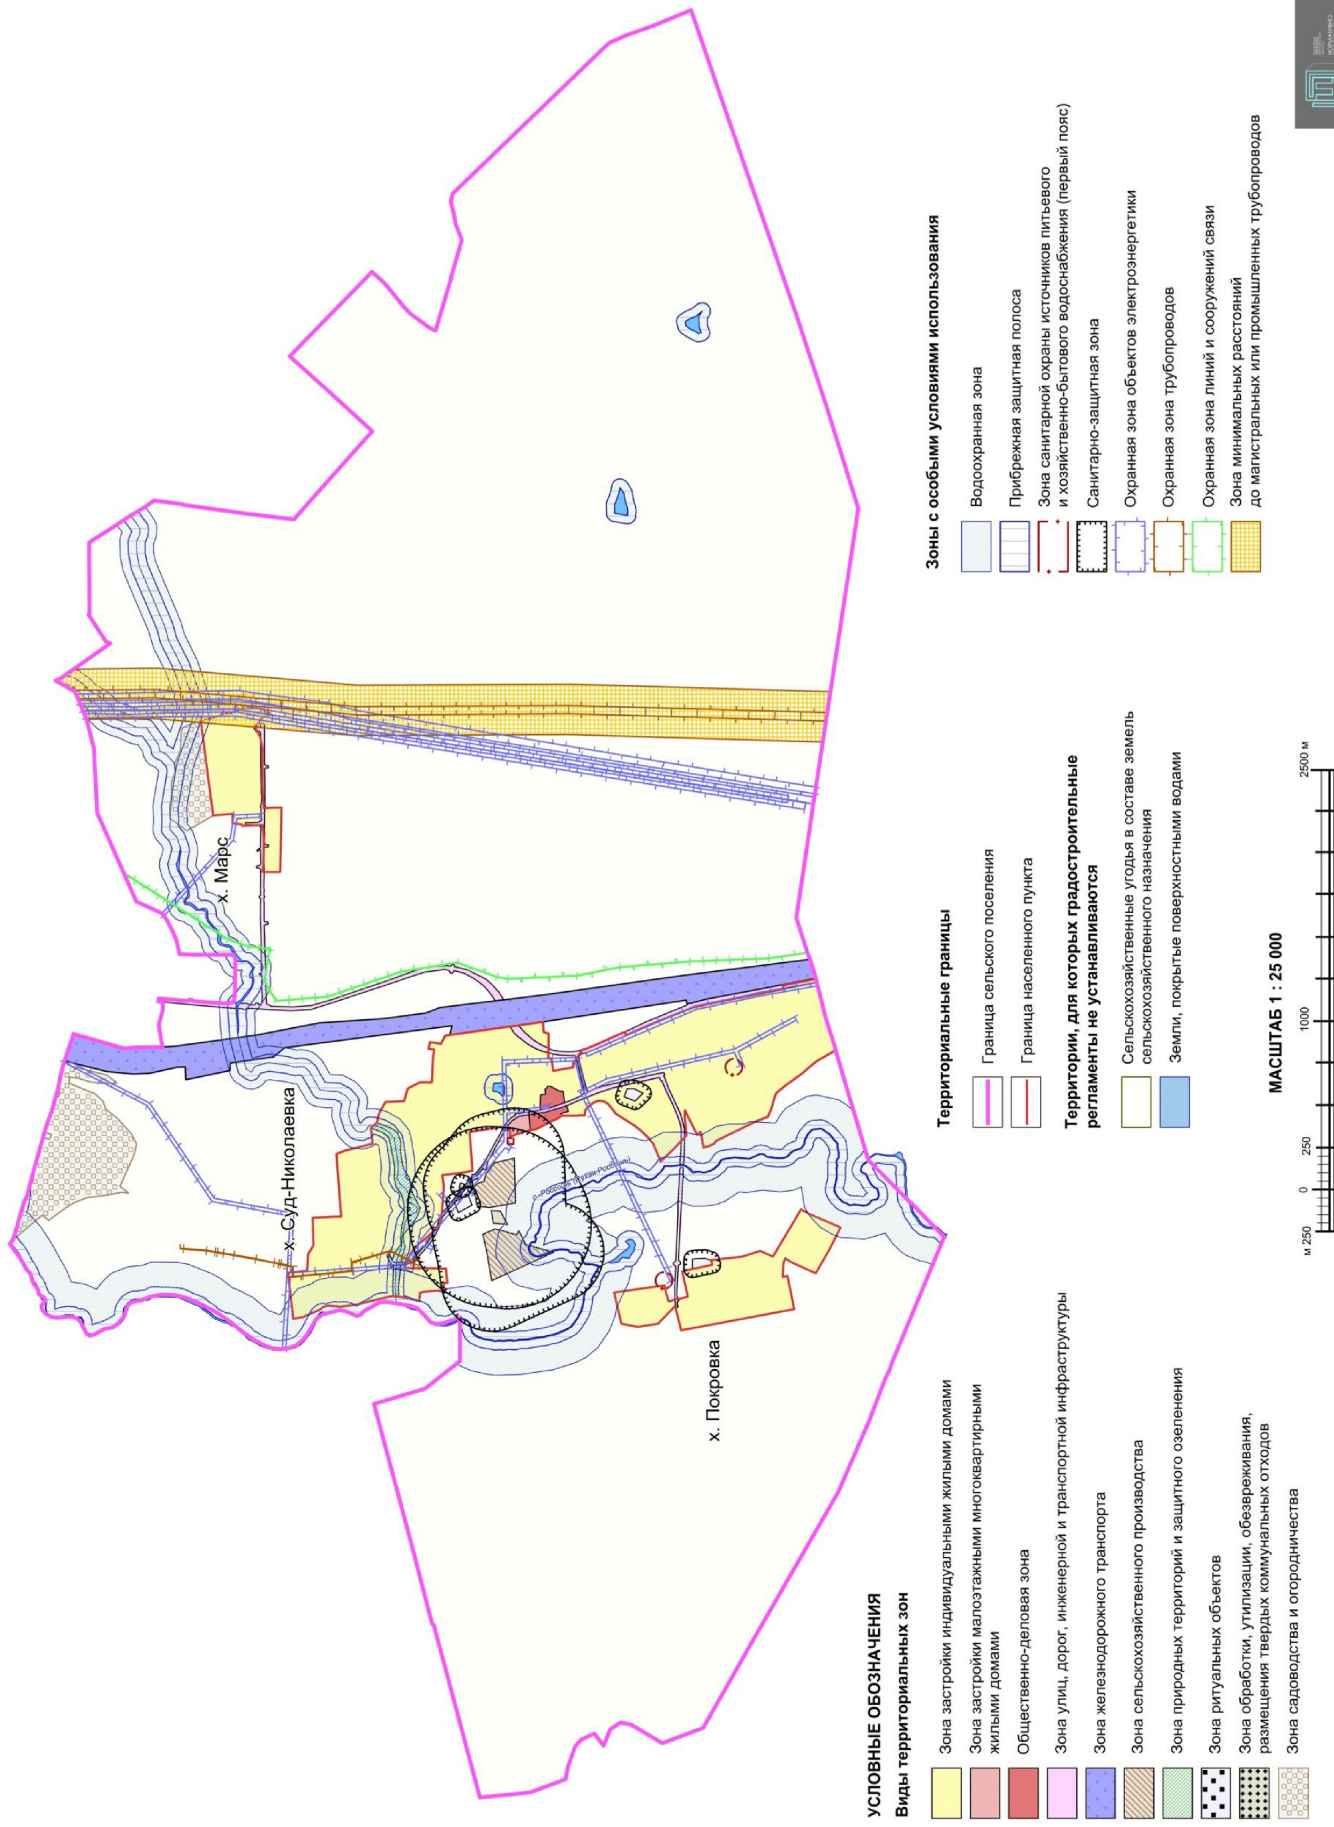 х. Марс
х. Суд-Николаевка
х. Покровка
УСЛОВНЫЕ ОБОЗНАЧЕНИЯ
Виды территориальных зон
Зона застройки индивидуальными жилыми домами
Зона застройки малоэтажными многоквартирными
жилыми домами
Общественно-деловая зона
Зона улиц, дорог, инженерной и транспортной инфраструктуры
Зона железнодорожного транспорта
Зона сельскохозяйственного производства
Зона природных территорий и защитного озеленения
Зона ритуальных объектов
Зона обработки, утилизации, обезвреживания,
размещения твердых коммунальных отходов
Зона садоводства и огородничества
Территориальные границы
Граница сельского поселения
Граница населенного пункта
Территории, для которых градостроительные
регламенты не устанавливаются
Сельскохозяйственные угодья в составе земель
сельскохозяйственного назначения
Земли, покрытые поверхностными водами
МАСШТАБ 1 : 25 000
м 250 0 250 1000 2500 м
Зоны с особыми условиями использования
Водоохранная зона
Прибрежная защитная полоса
Зона санитарной охраны источников питьевого
и хозяйственно-бытового водоснабжения (первый пояс)
Санитарно-защитная зона
Охранная зона объектов электроэнергетики
Охранная зона трубопроводов
Охранная зона линий и сооружений связи
Зона минимальных расстояний
до магистральных или промышленных трубопроводов